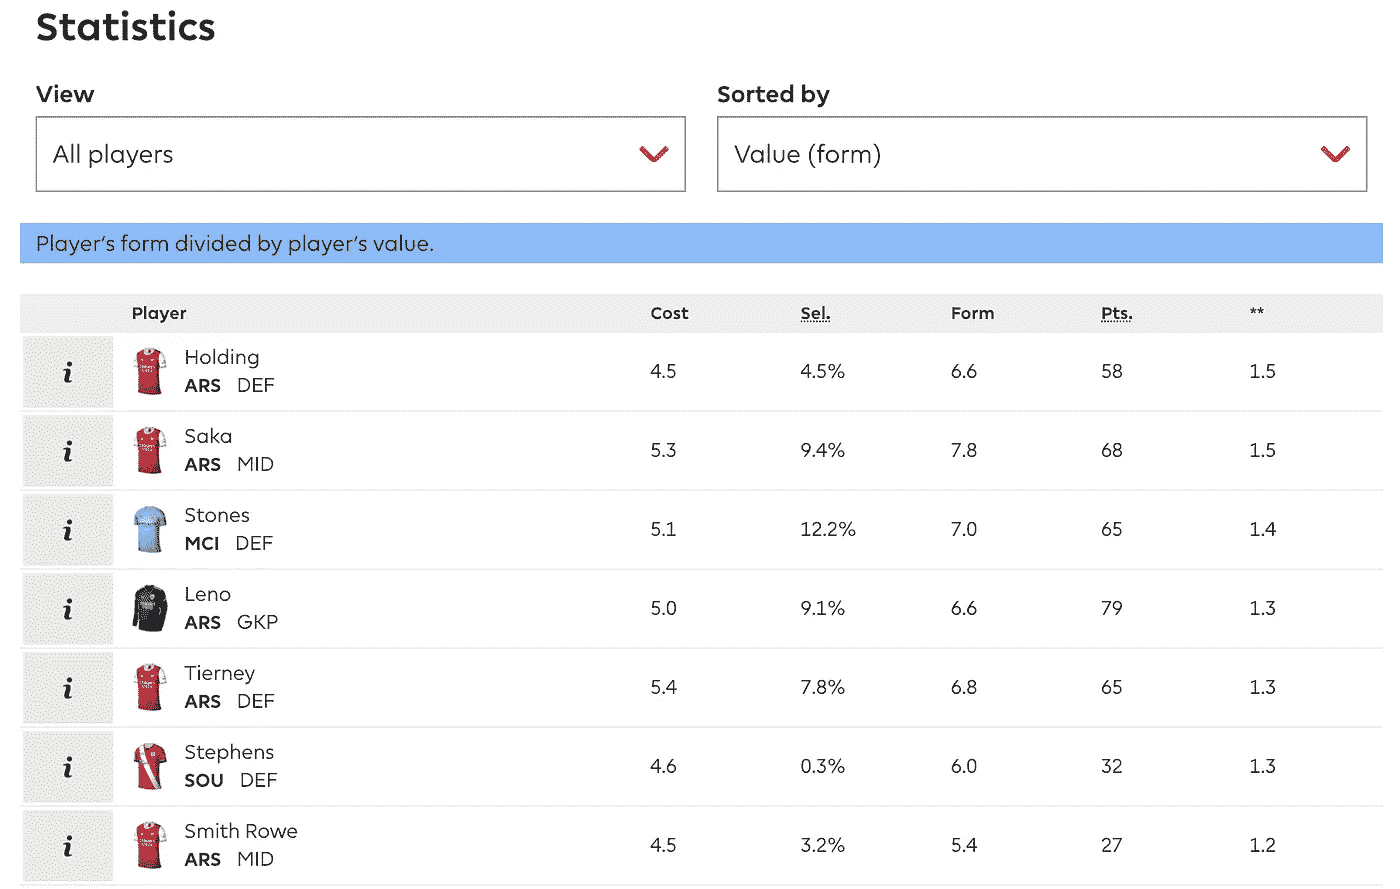 Statistics
View
Sorted by
All players
Value (form)
Player's form divided by player's value.
Player Cost Sel. Form Pts. **
i Holding
ARS DEF 4.5 4.5% 6.6 58 1.5
i Saka
ARS MID 5.3 9.4% 7.8 68 1.5
i Stones
MCI DEF 5.1 12.2% 7.0 65 1.4
i Leno
ARS GKP 5.0 9.1% 6.6 79 1.3
i Tierney
ARS DEF 5.4 7.8% 6.8 65 1.3
i Stephens
SOU DEF 4.6 0.3% 6.0 32 1.3
i Smith Rowe
ARS MID 4.5 3.2% 5.4 27 1.2